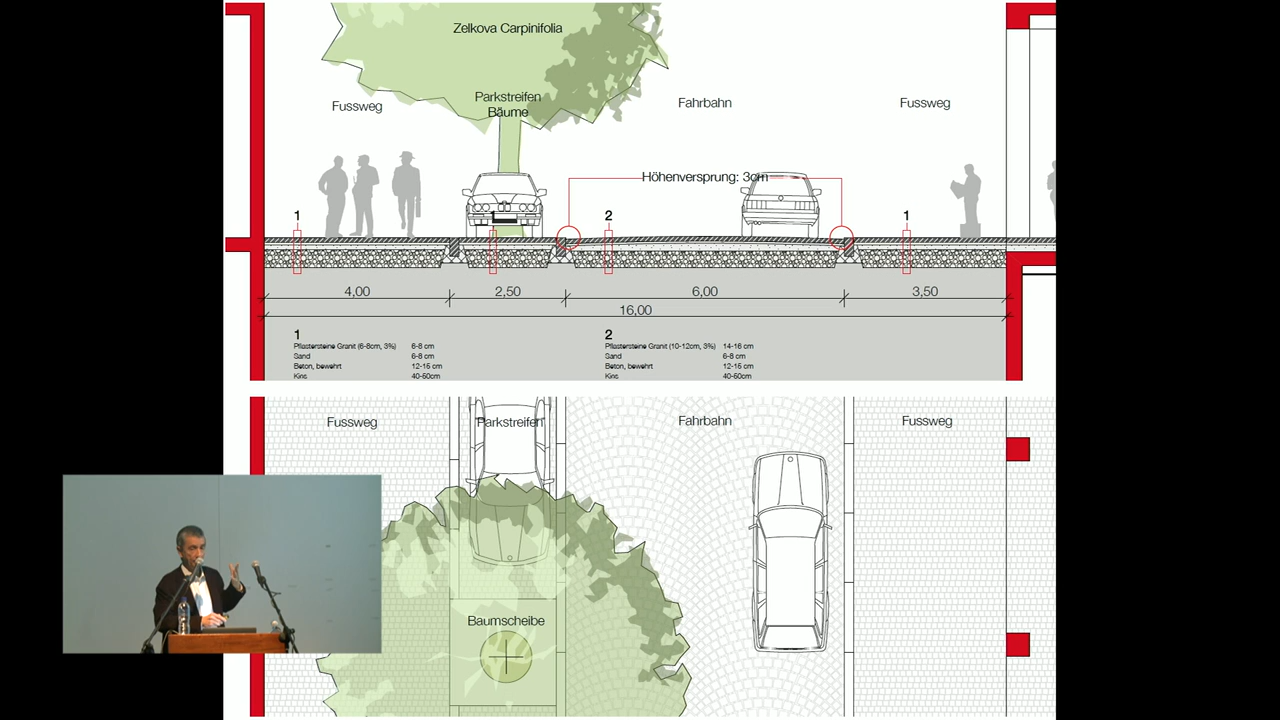 Zelkova Carpinifolia
Fussweg
Parkstreifen
Bäume
Fahrbahn
Fussweg
Höhenversprung: 3cm
1
1
2
1
4,00
2,50
6,00
3,50
16,00
1
Pflastersteine Granit (6-8cm, 3%) 6-8 cm
Sand 6-8 cm
Beton, bewehrt 12-15 cm
Kies 40-50cm
2
Pflastersteine Granit (10-12cm, 3%) 14-16 cm
Sand 6-8 cm
Beton, bewehrt 12-15 cm
Kies 40-50cm
Fussweg
Parkstreifen
Fahrbahn
Fussweg
Baumscheibe